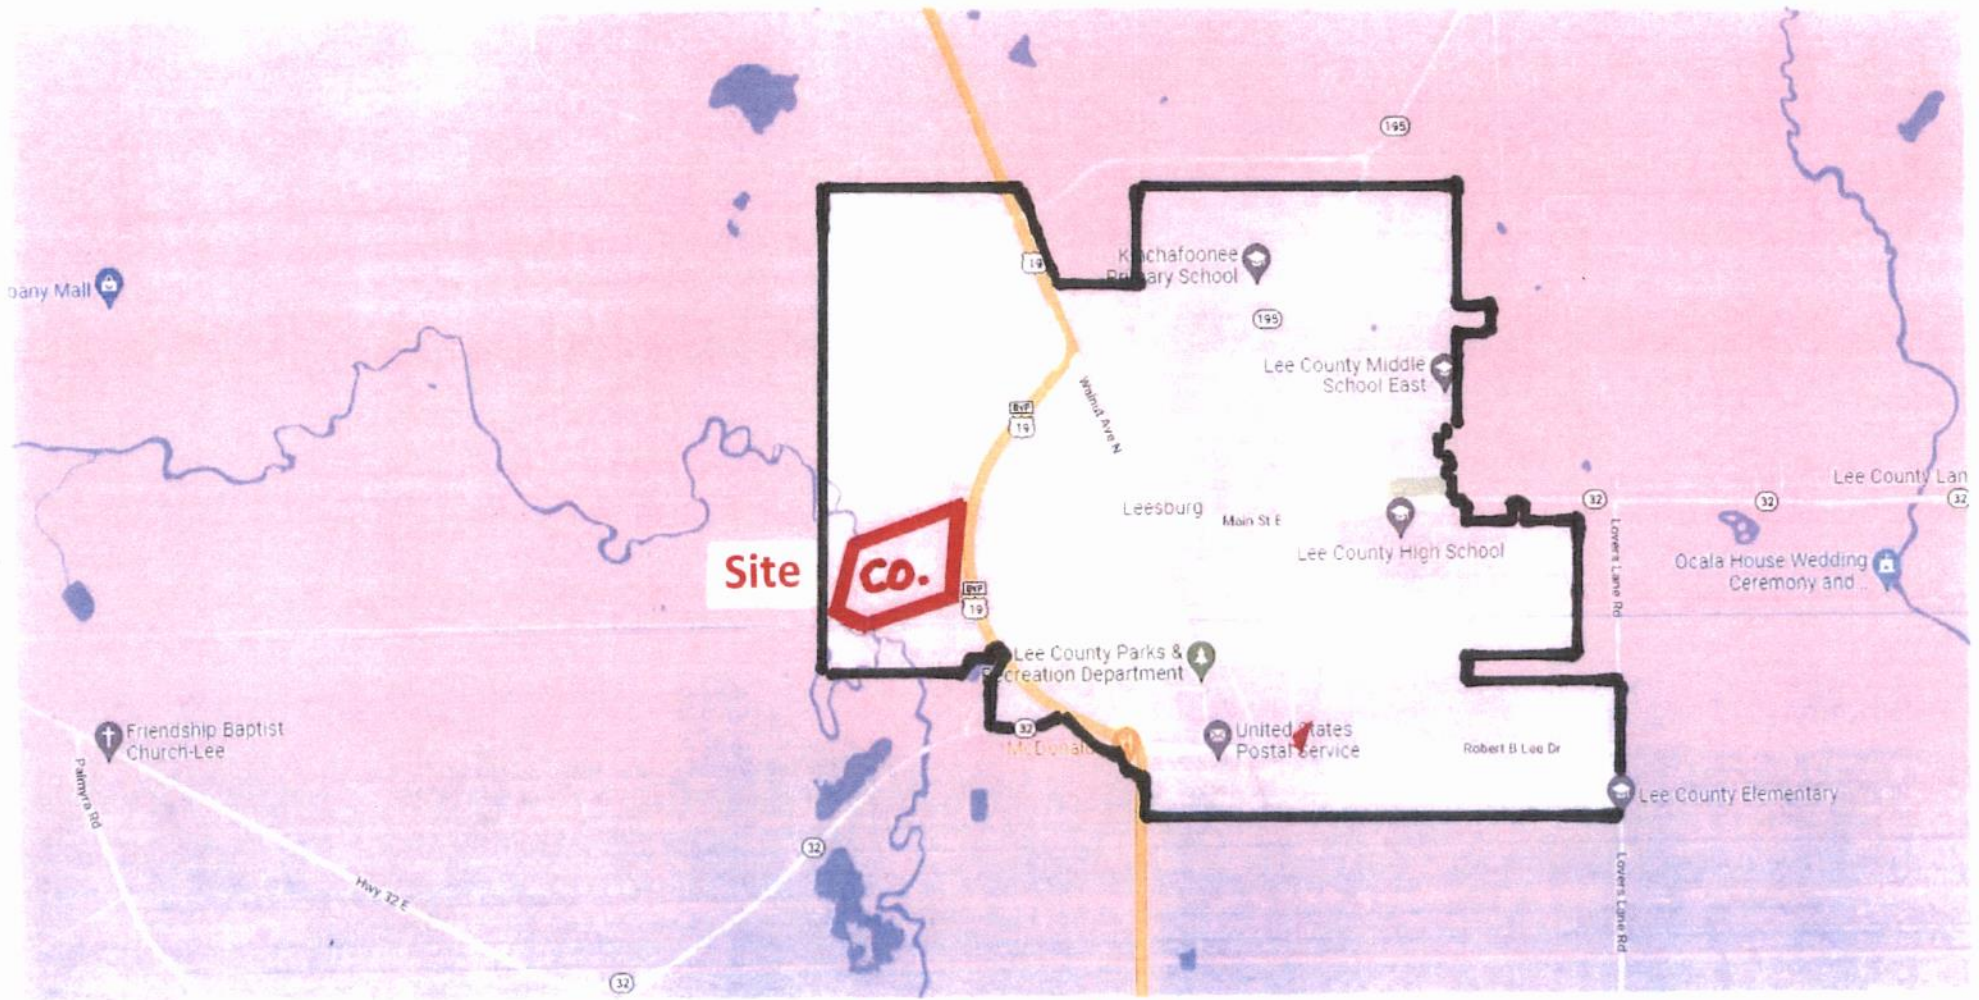 195
19
Kinchafoonee
Primary School
pany Mall
195
Lee County Middle
School East
BYP
19
Walnut Ave N
Lee County Lan
32
32
32
Leesburg
Main St E
Lee County High School
Lovers Lane Rd
Site
CO.
Ocala House Wedding
Ceremony and...
BYP
19
Lee County Parks &
Recreation Department
Friendship Baptist
Church-Lee
32
McDonald
United States
Postal Service
Robert B Lee Dr
Palmyra Rd
Lee County Elementary
32
Hwy 32 E
Lovers Lane Rd
32